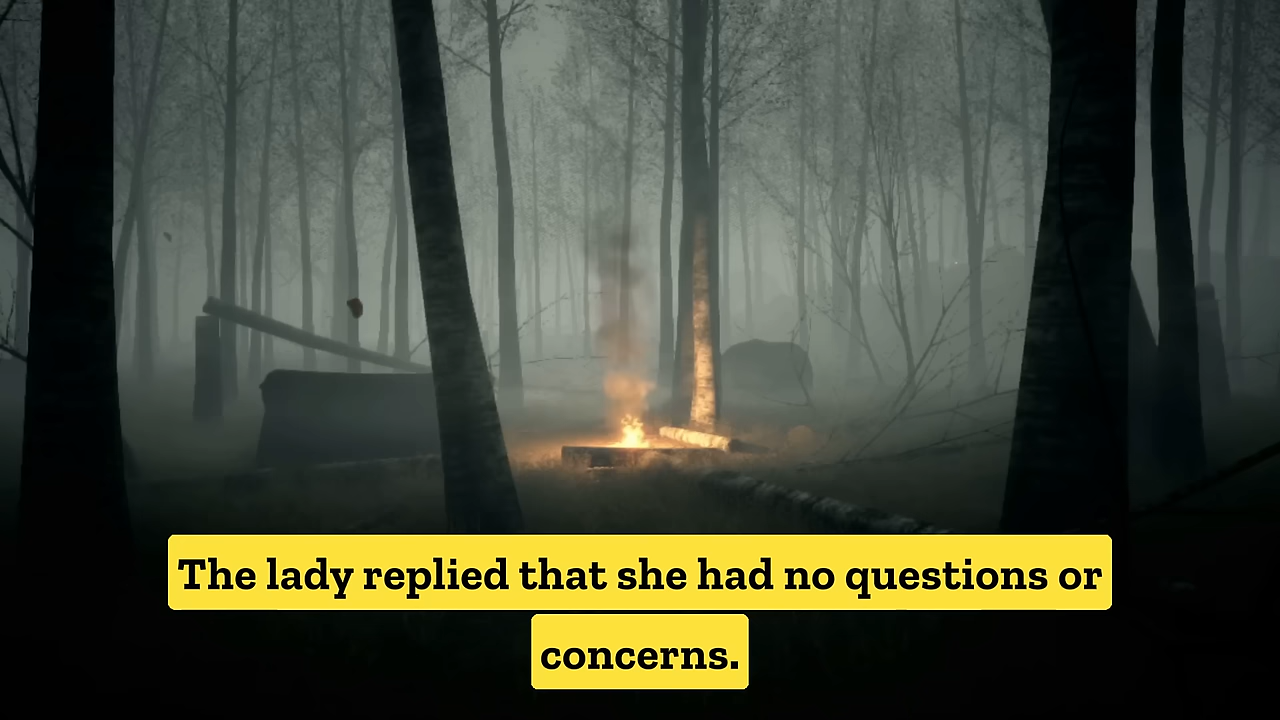 The lady replied that she had no questions or
concerns.